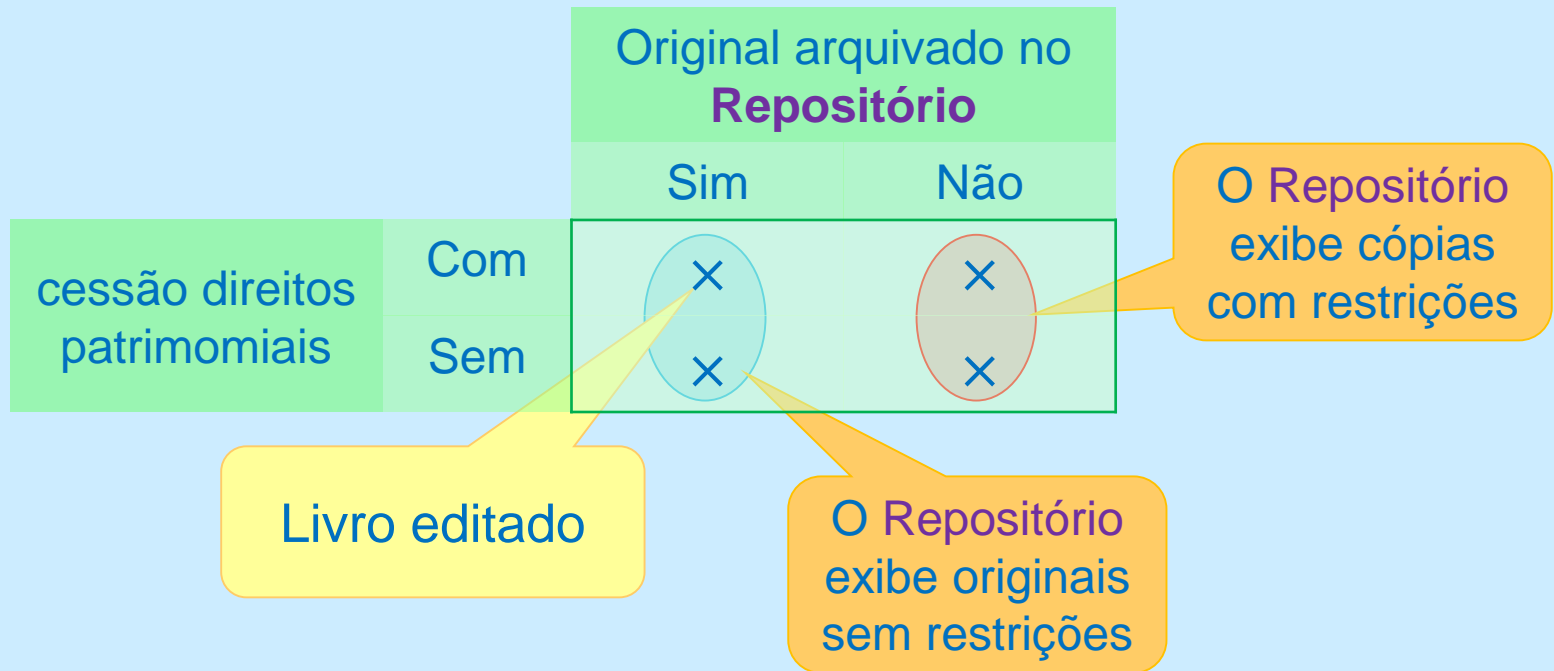 Original arquivado no
Repositório
Sim Não
cessão direitos
patrimomiais
Com × ×
Sem × ×
O Repositório
exibe cópias
com restrições
Livro editado
O Repositório
exibe originais
sem restrições